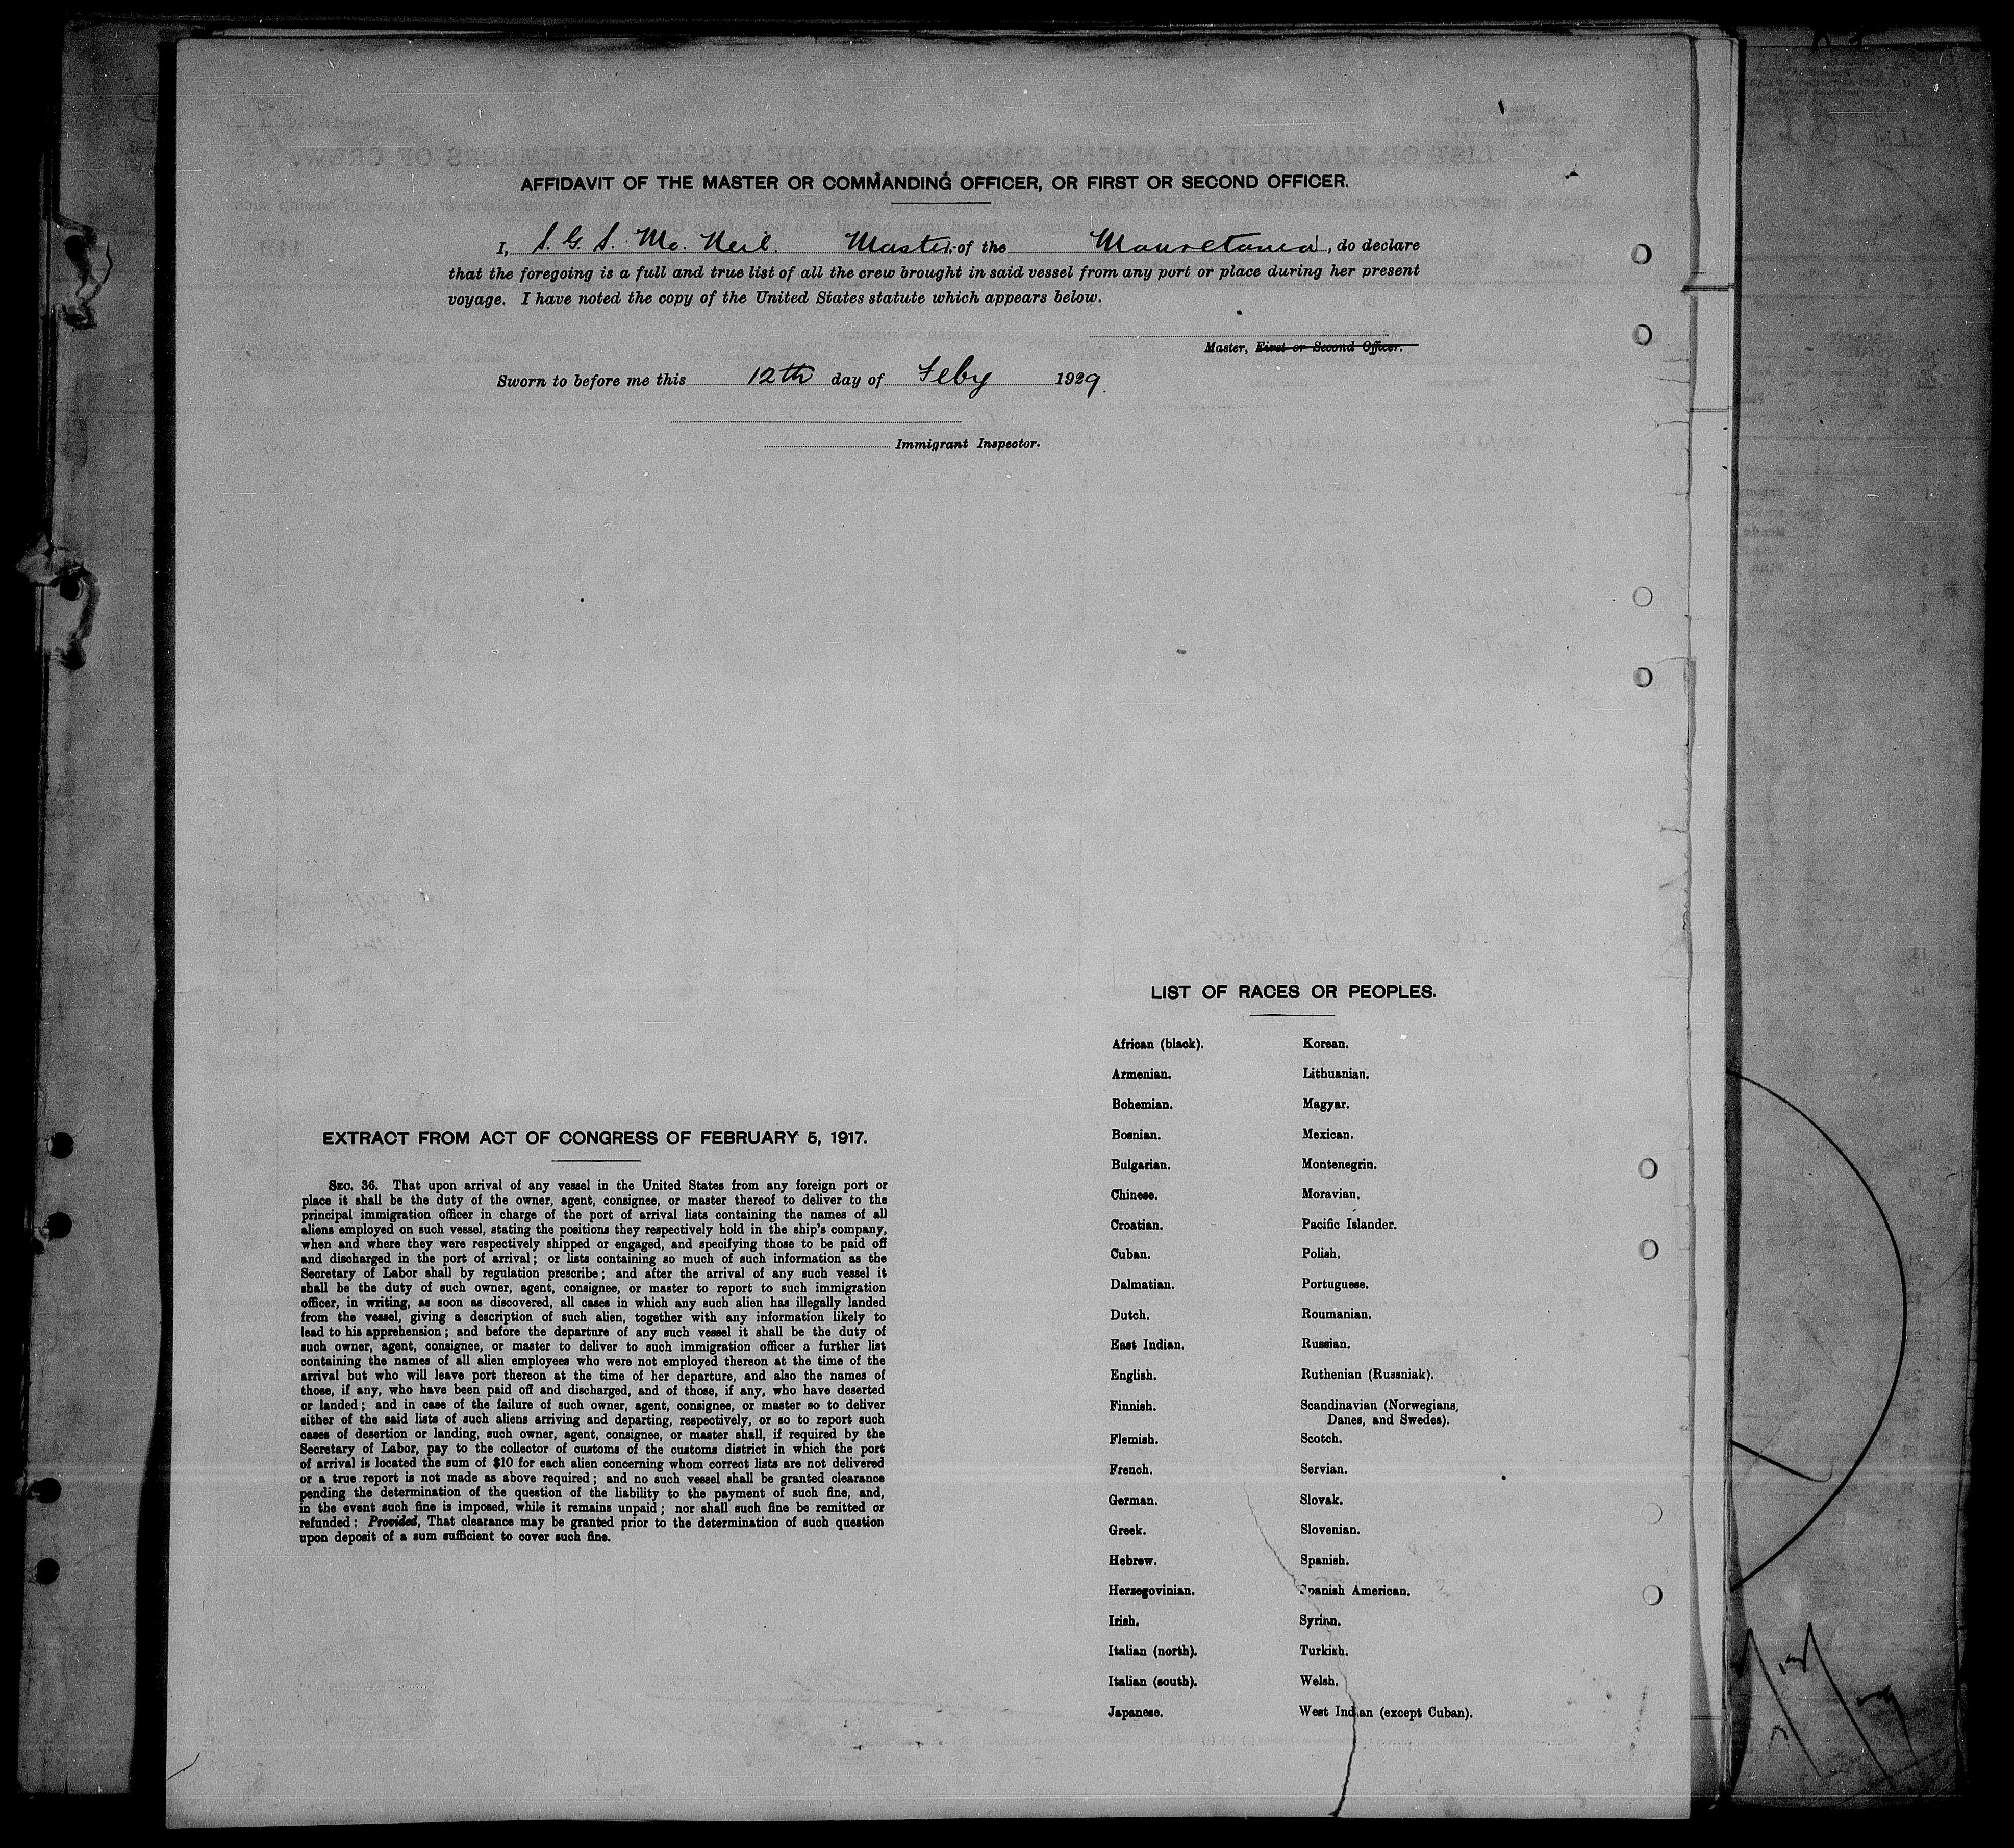 AFFIDAVIT OF THE MASTER OR COMMANDING OFFICER, OR FIRST OR SECOND OFFICER.
I, S. G. S. Mc. Neil. Master, of the Mauretania, do declare
that the foregoing is a full and true list of all the crew brought in said vessel from any port or place during her present
voyage. I have noted the copy of the United States statute which appears below.
Master, First or Second Officer.
Sworn to before me this 12th day of Feby 1929.
Immigrant Inspector.
EXTRACT FROM ACT OF CONGRESS OF FEBRUARY 5, 1917.
SEC. 36. That upon arrival of any vessel in the United States from any foreign port or
place it shall be the duty of the owner, agent, consignee, or master thereof to deliver to the
principal immigration officer in charge of the port of arrival lists containing the names of all
aliens employed on such vessel, stating the positions they respectively hold in the ship's company,
when and where they were respectively shipped or engaged, and specifying those to be paid off
and discharged in the port of arrival; or lists containing so much of such information as the
Secretary of Labor shall by regulation prescribe; and after the arrival of any such vessel it
shall be the duty of such owner, agent, consignee, or master to report to such immigration
officer, in writing, as soon as discovered, all cases in which any such alien has illegally landed
from the vessel, giving a description of such alien, together with any information likely to
lead to his apprehension; and before the departure of any such vessel it shall be the duty of
such owner, agent, consignee, or master to deliver to such immigration officer a further list
containing the names of all alien employees who were not employed thereon at the time of the
arrival but who will leave port thereon at the time of her departure, and also the names of
those, if any, who have been paid off and discharged, and of those, if any, who have deserted
or landed; and in case of the failure of such owner, agent, consignee, or master so to deliver
either of the said lists of such aliens arriving and departing, respectively, or so to report such
cases of desertion or landing, such owner, agent, consignee, or master shall, if required by the
Secretary of Labor, pay to the collector of customs of the customs district in which the port
of arrival is located the sum of $10 for each alien concerning whom correct lists are not delivered
or a true report is not made as above required; and no such vessel shall be granted clearance
pending the determination of the question of the liability to the payment of such fine, and,
in the event such fine is imposed, while it remains unpaid; nor shall such fine be remitted or
refunded: Provided, That clearance may be granted prior to the determination of such question
upon deposit of a sum sufficient to cover such fine.
LIST OF RACES OR PEOPLES.
African (black).
Armenian.
Bohemian.
Bosnian.
Bulgarian.
Chinese.
Croatian.
Cuban.
Dalmatian.
Dutch.
East Indian.
English.
Finnish.
Flemish.
French.
German.
Greek.
Hebrew.
Herzegovinian.
Irish.
Italian (north).
Italian (south).
Japanese.
Korean.
Lithuanian.
Magyar.
Mexican.
Montenegrin.
Moravian.
Pacific Islander.
Polish.
Portuguese.
Roumanian.
Russian.
Ruthenian (Russniak).
Scandinavian (Norwegians,
Danes, and Swedes).
Scotch.
Servian.
Slovak.
Slovenian.
Spanish.
Spanish American.
Syrian.
Turkish.
Welsh.
West Indian (except Cuban).